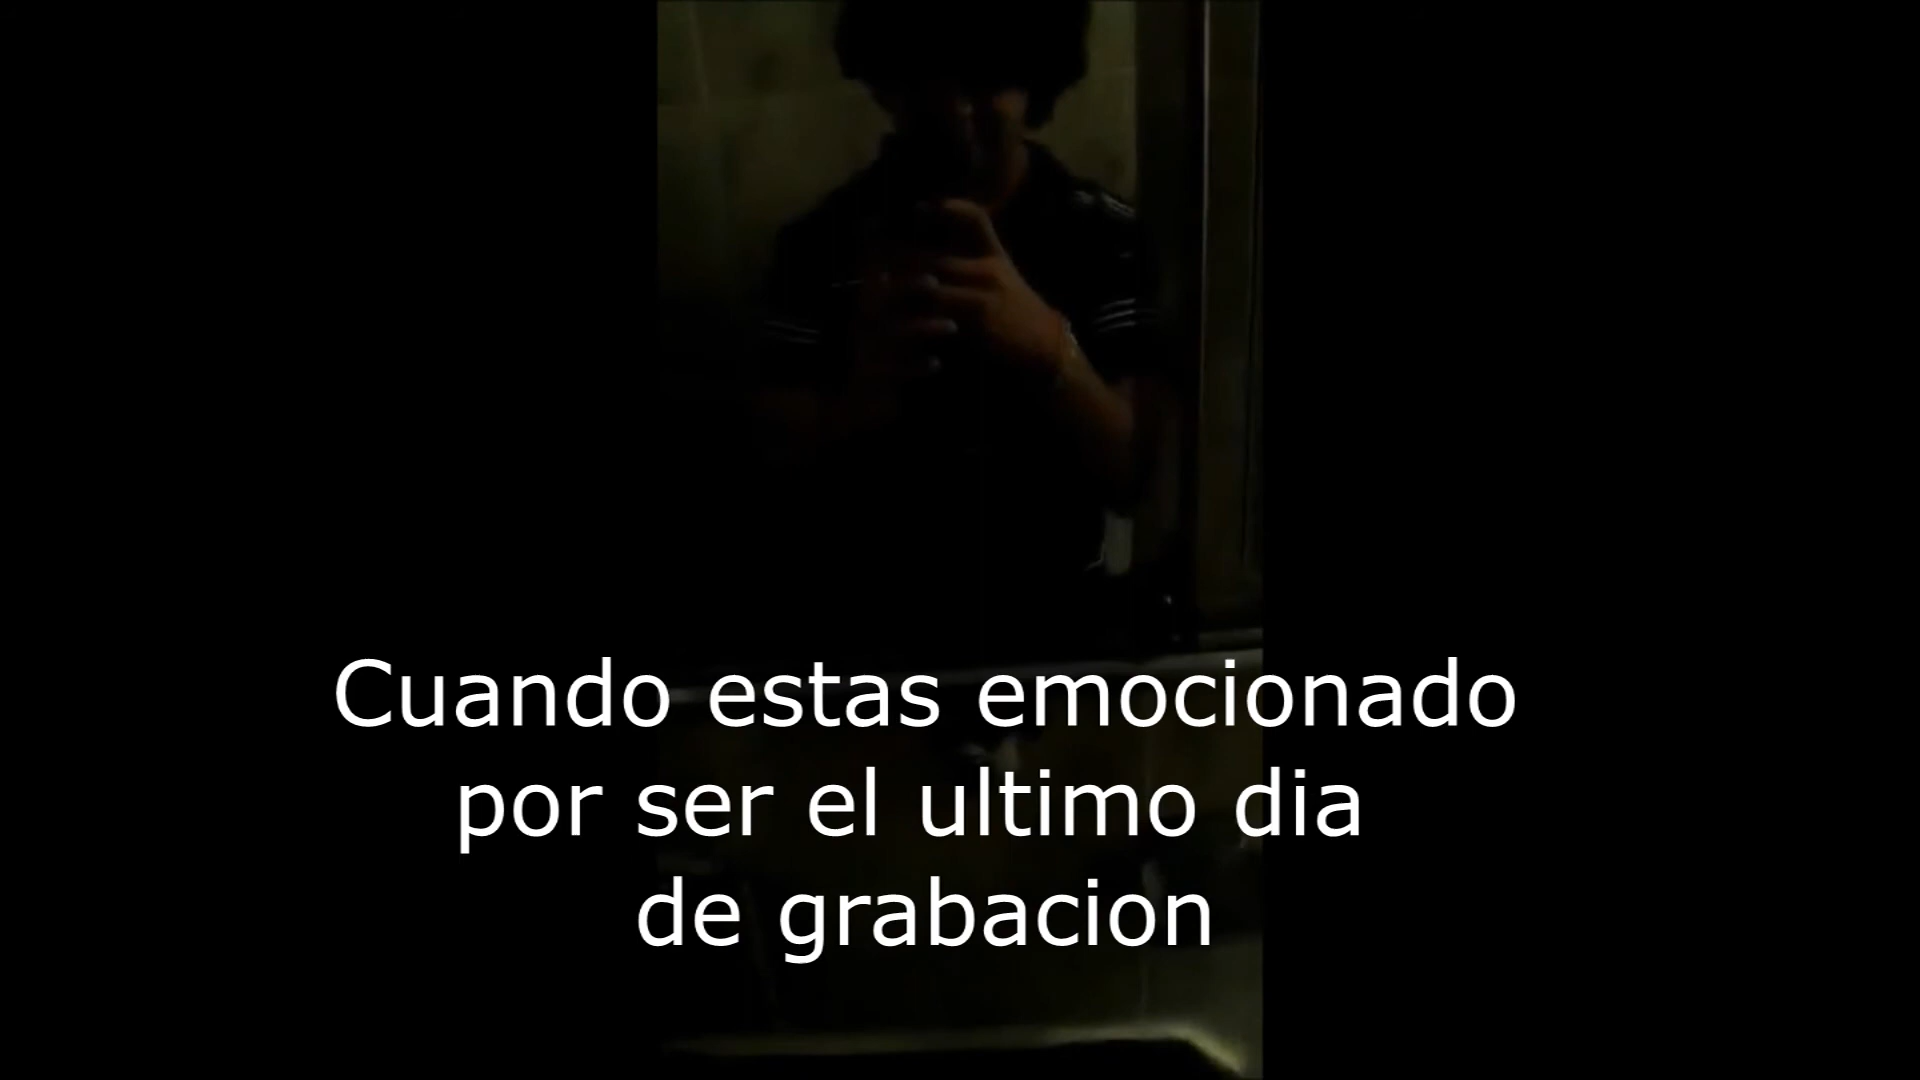 Cuando estas emocionado
por ser el ultimo dia
de grabacion